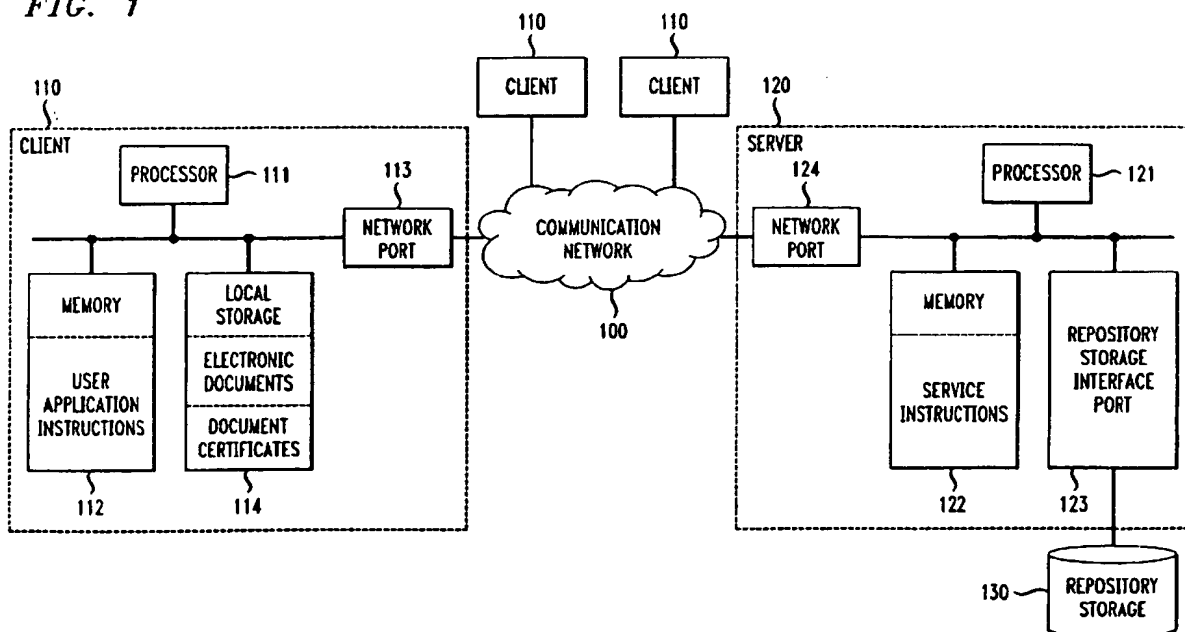 FIG. 1
110
110
CLIENT
CLIENT
110
CLIENT
PROCESSOR
111
113
NETWORK
PORT
MEMORY
USER
APPLICATION
INSTRUCTIONS
112
LOCAL
STORAGE
ELECTRONIC
DOCUMENTS
DOCUMENT
CERTIFICATES
114
COMMUNICATION
NETWORK
100
120
SERVER
124
NETWORK
PORT
PROCESSOR
121
MEMORY
SERVICE
INSTRUCTIONS
122
REPOSITORY
STORAGE
INTERFACE
PORT
123
130
REPOSITORY
STORAGE